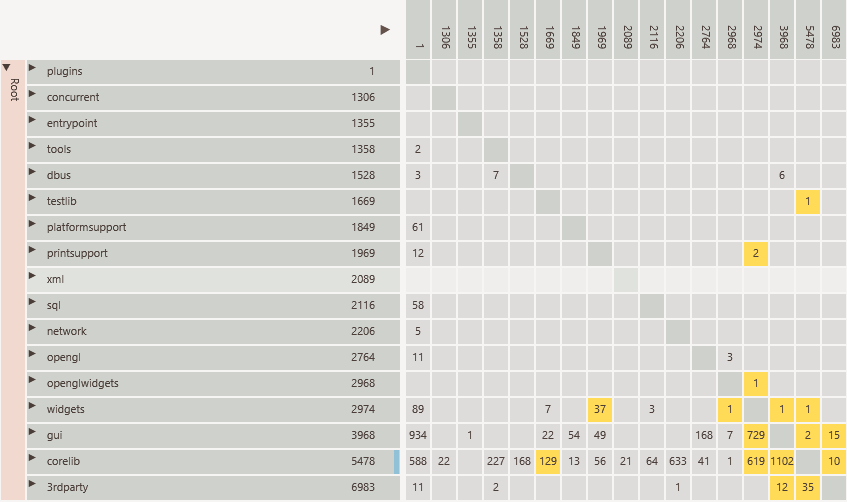 1 1306 1355 1358 1528 1669 1849 1969 2089 2116 2206 2764 2968 2974 3968 5478 6983
Root
plugins 1
concurrent 1306
entrypoint 1355
tools 1358 2
dbus 1528 3 7 6
testlib 1669 1
platformsupport 1849 61
printsupport 1969 12 2
xml 2089
sql 2116 58
network 2206 5
opengl 2764 11 3
openglwidgets 2968 1
widgets 2974 89 7 37 3 1 1 1
gui 3968 934 1 22 54 49 168 7 729 2 15
corelib 5478 588 22 227 168 129 13 56 21 64 633 41 1 619 1102 10
3rdparty 6983 11 2 1 12 35